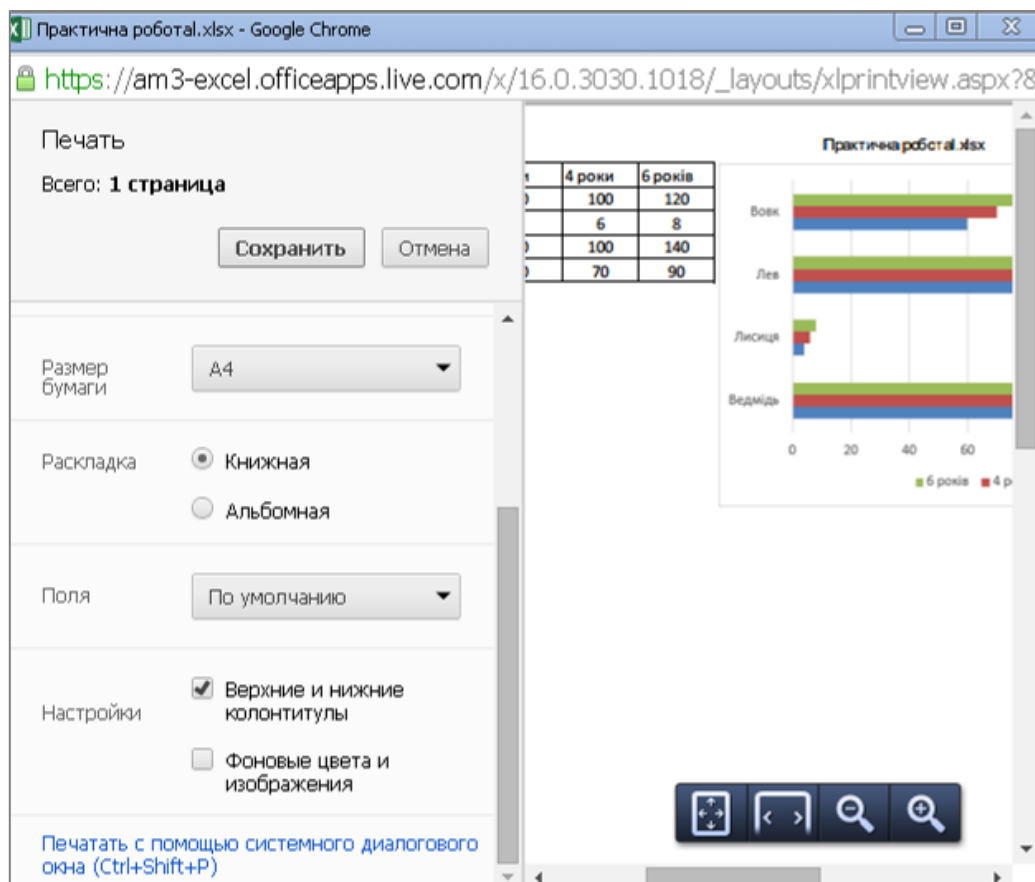 Практична роботаl.xlsx - Google Chrome
https://am3-excel.officeapps.live.com/x/16.0.3030.1018/_layouts/xlprintview.aspx?&
Печать
Всего: 1 страница
Сохранить
Отмена
Размер
бумаги
A4
Раскладка
Книжная
Альбомная
Поля
По умолчанию
Настройки
Верхние и нижние
колонтитулы
Фоновые цвета и
изображения
Печатать с помощью системного диалогового
окна (Ctrl+Shift+P)
Практична роботаl.xlsx
4 роки 6 років
100 120
6 8
100 140
70 90
Вовк
Лев
Лисиця
Ведмідь
0 20 40 60
6 років 4 р